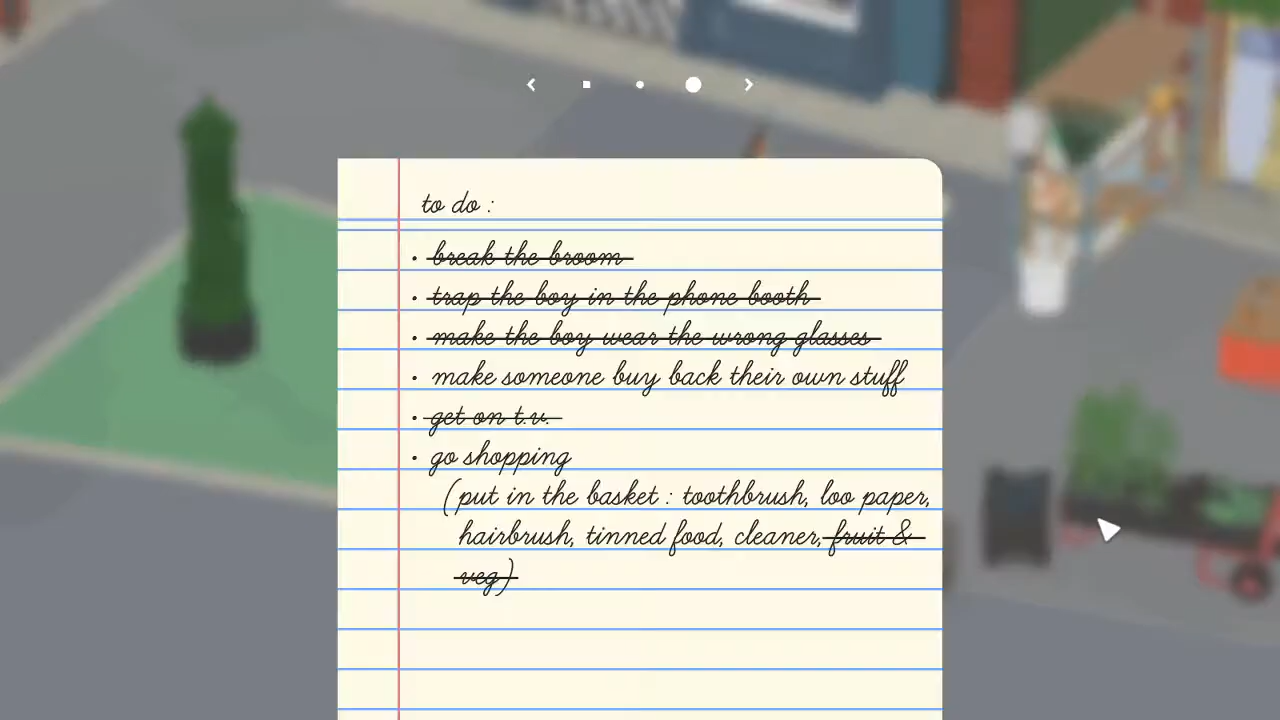 to do :
• break the broom
• trap the boy in the phone booth
• make the boy wear the wrong glasses
• make someone buy back their own stuff
• get on t.v.
• go shopping
(put in the basket : toothbrush, loo paper,
hairbrush, tinned food, cleaner, fruit &
veg)